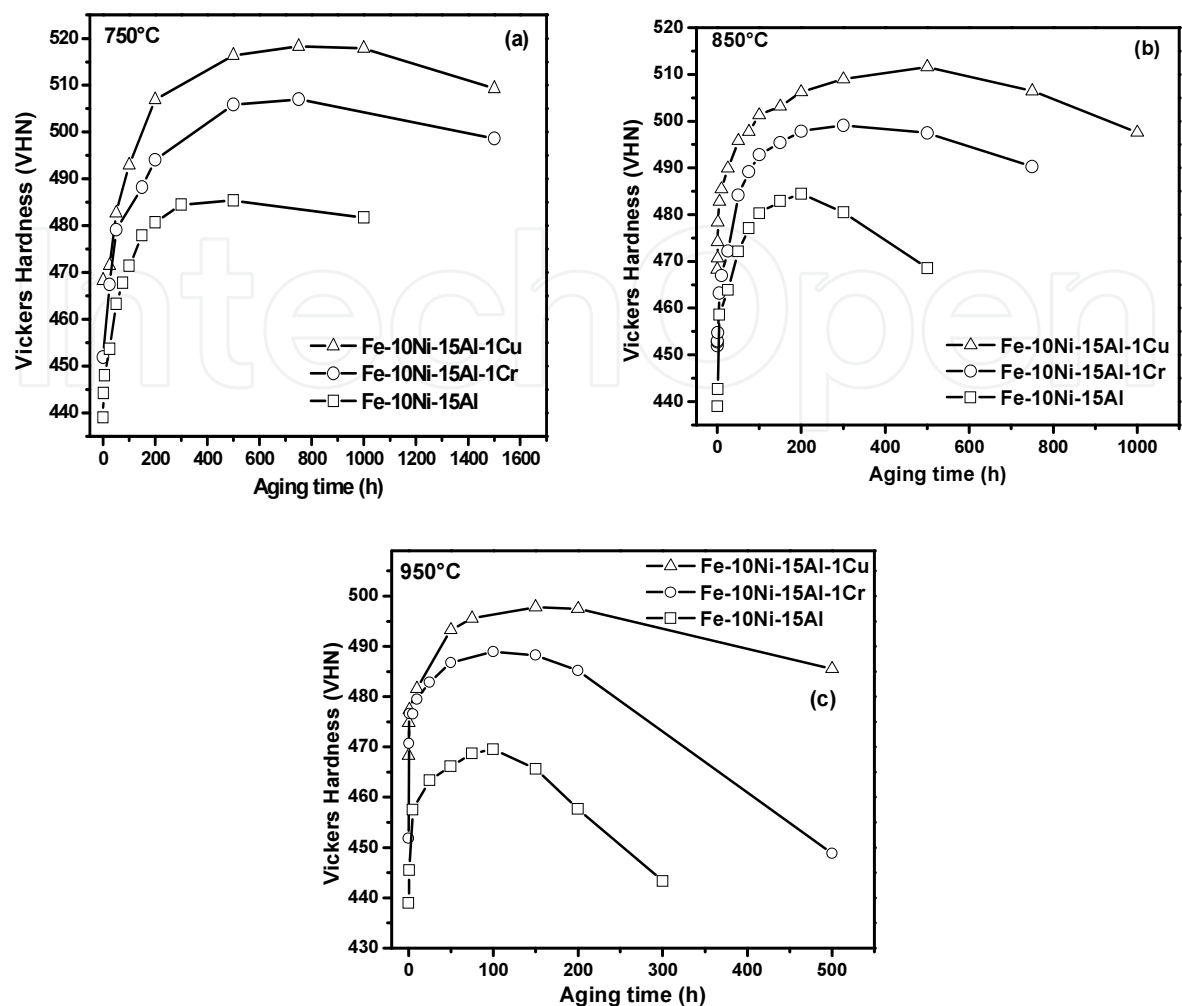 750°C
(a)
520
510
500
490
480
470
460
450
440
Vickers Hardness (VHN)
Fe-10Ni-15Al-1Cu
Fe-10Ni-15Al-1Cr
Fe-10Ni-15Al
0 200 400 600 800 1000 1200 1400 1600
Aging time (h)
850°C
(b)
520
510
500
490
480
470
460
450
440
Vickers Hardness (VHN)
Fe-10Ni-15Al-1Cu
Fe-10Ni-15Al-1Cr
Fe-10Ni-15Al
0 200 400 600 800 1000
Aging time (h)
IntechOpen
950°C
Fe-10Ni-15Al-1Cu
Fe-10Ni-15Al-1Cr
Fe-10Ni-15Al
(c)
500
490
480
470
460
450
440
430
Vickers Hardness (VHN)
0 100 200 300 400 500
Aging time (h)